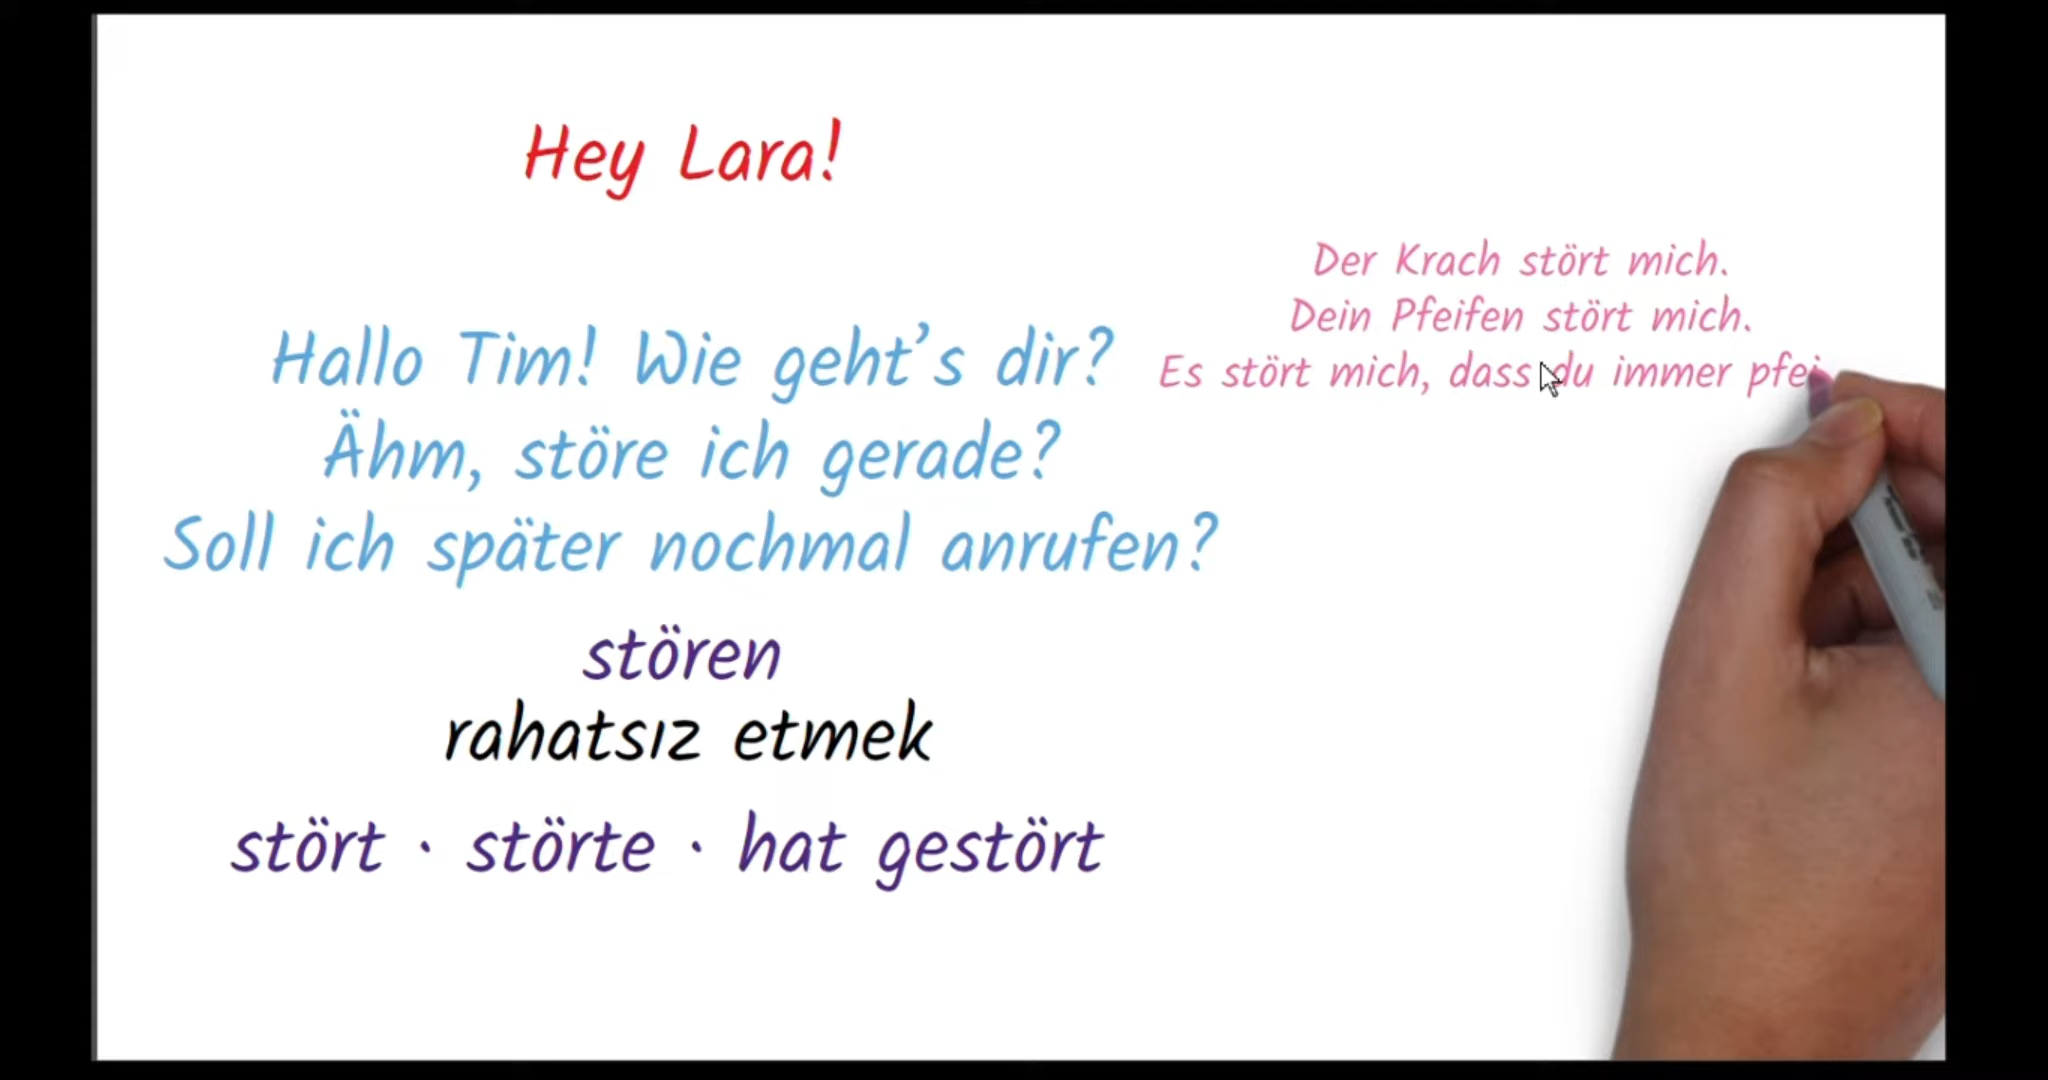 Hey Lara!
Hallo Tim! Wie geht's dir?
Ähm, störe ich gerade?
Soll ich später nochmal anrufen?
stören
rahatsız etmek
stört · störte · hat gestört
Der Krach stört mich.
Dein Pfeifen stört mich.
Es stört mich, dass du immer pfei